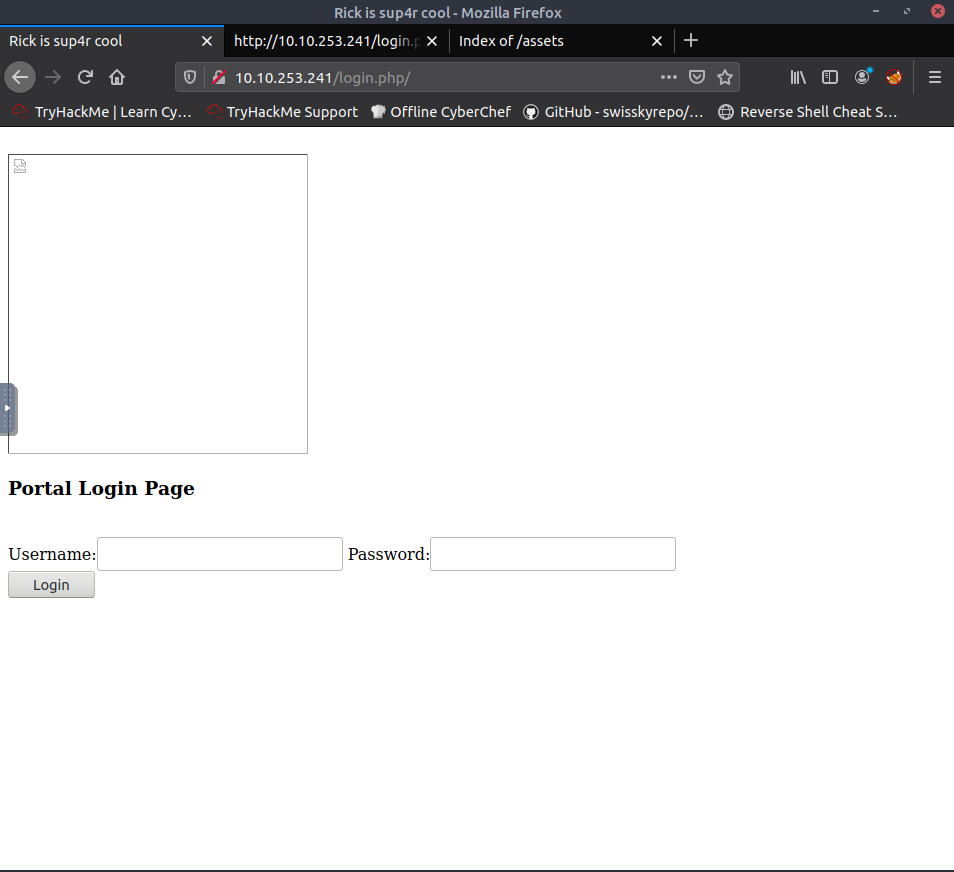 Rick is sup4r cool - Mozilla Firefox
Rick is sup4r cool http://10.10.253.241/login.p Index of /assets
10.10.253.241/login.php/
TryHackMe | Learn Cy… TryHackMe Support Offline CyberChef GitHub - swisskyrepo/… Reverse Shell Cheat S…
Portal Login Page
Username: Password:
Login